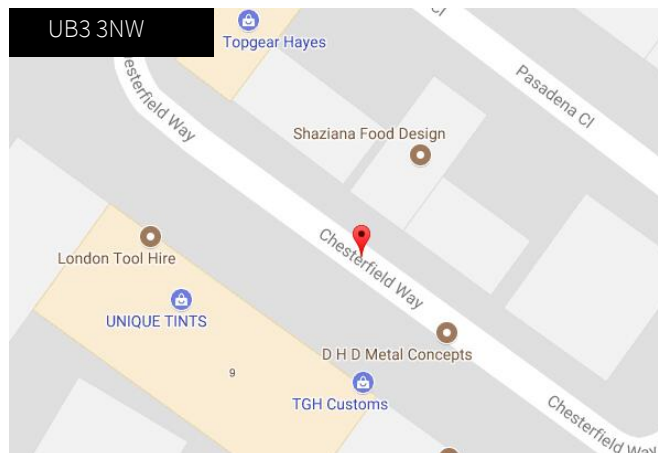 UB3 3NW
Topgear Hayes
Pasadena Cl
Chesterfield Way
Shaziana Food Design
Chesterfield Way
London Tool Hire
UNIQUE TINTS
D H D Metal Concepts
9
TGH Customs
Chesterfield Way